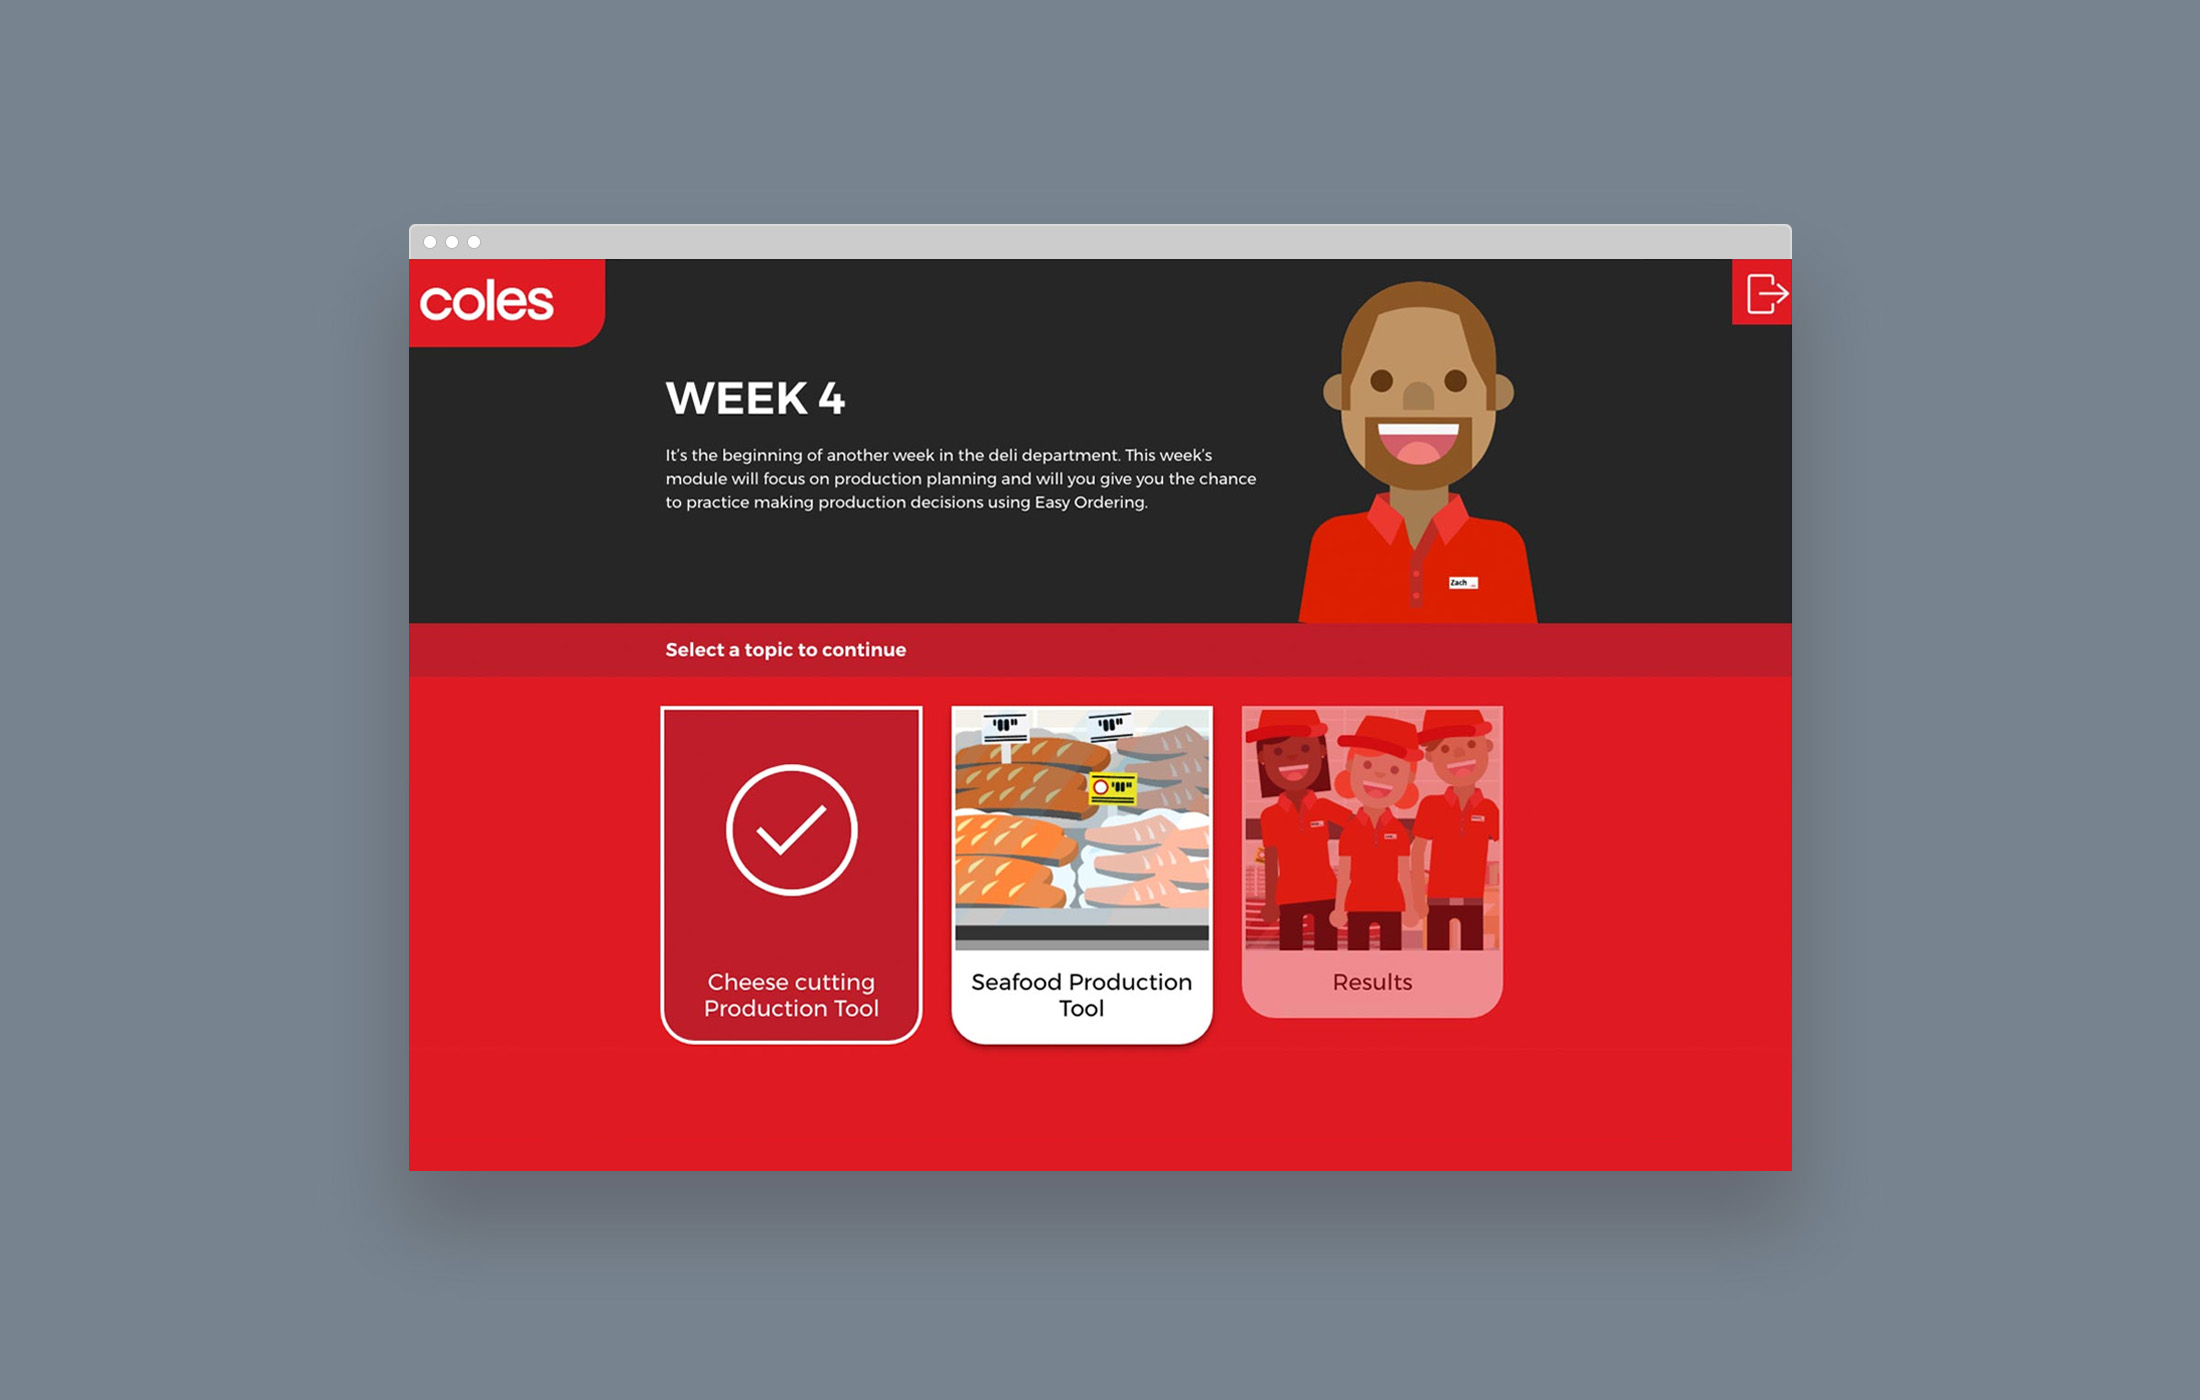 coles
WEEK 4
It's the beginning of another week in the deli department. This week's
module will focus on production planning and will you give you the chance
to practice making production decisions using Easy Ordering.
Zach
Select a topic to continue
Cheese cutting
Production Tool
Seafood Production
Tool
Results